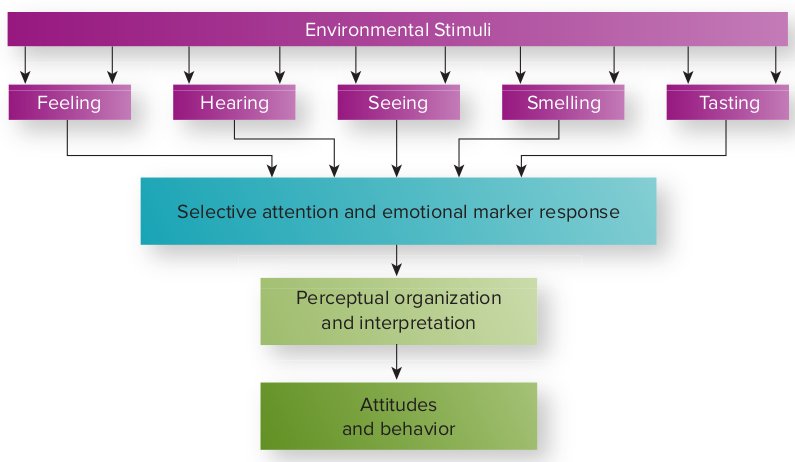 Environmental Stimuli
Feeling
Hearing
Seeing
Smelling
Tasting
Selective attention and emotional marker response
Perceptual organization
and interpretation
Attitudes
and behavior